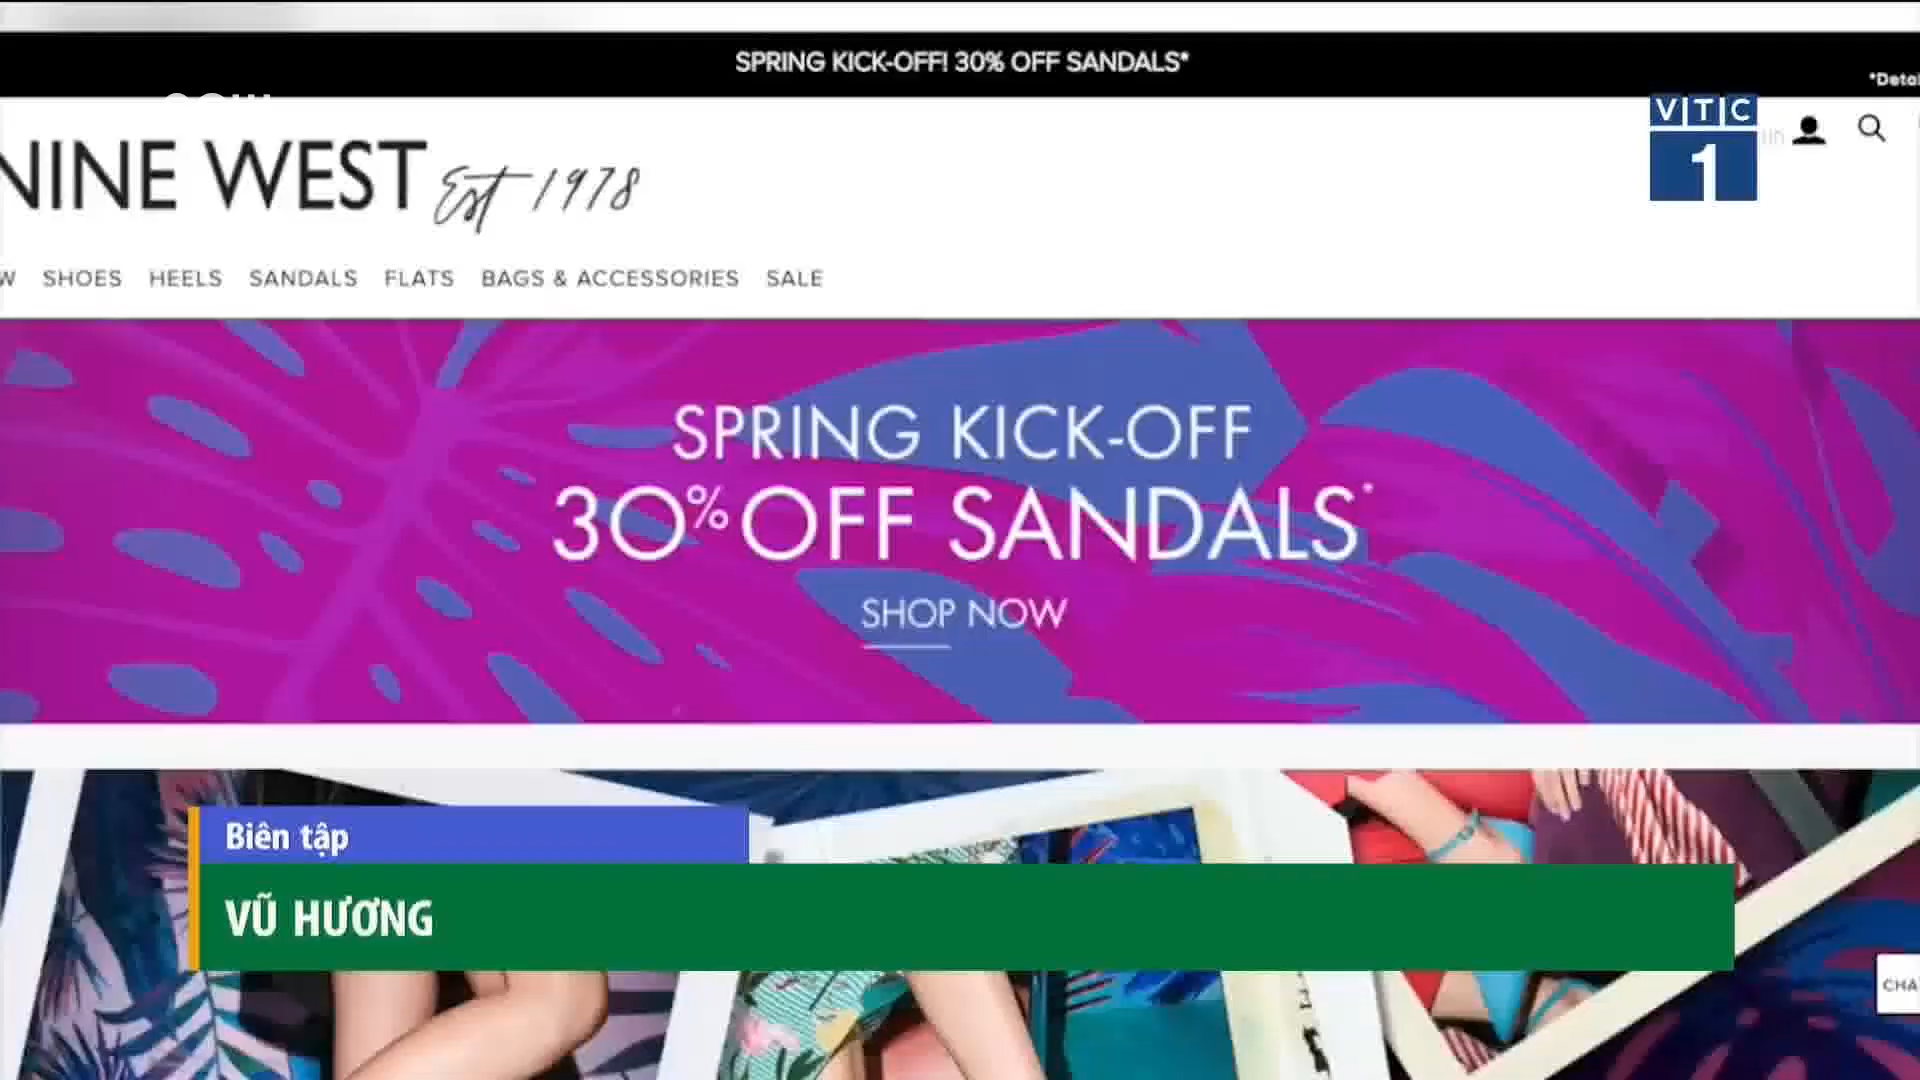 SPRING KICK-OFF! 30% OFF SANDALS*
*Detai
VTC
1
NINE WEST Est 1978
W SHOES HEELS SANDALS FLATS BAGS & ACCESSORIES SALE
SPRING KICK-OFF
30% OFF SANDALS*
SHOP NOW
Biên tập
VŨ HƯƠNG
CHA